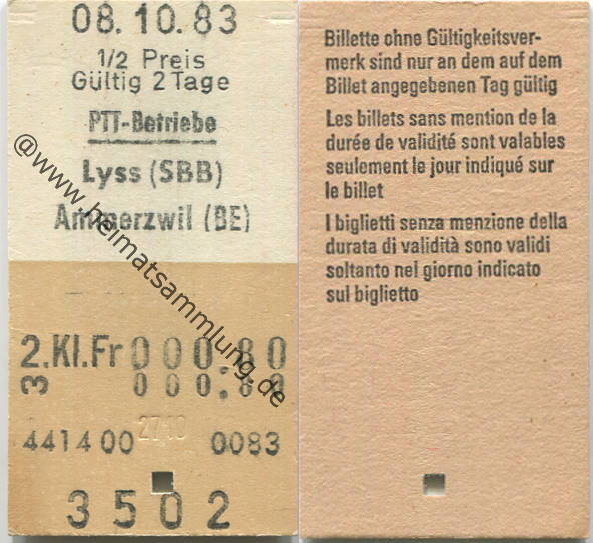 08.10.83
1/2 Preis
Gültig 2 Tage
PTT-Betriebe
Lyss (SBB)
Ammerzwil (BE)
2.Kl.Fr 000:80
3 000:80
27.10
441400 0083
3502
@www.heimatsammlung.de
Billette ohne Gültigkeitsver-
merk sind nur an dem auf dem
Billet angegebenen Tag gültig
Les billets sans mention de la
durée de validité sont valables
seulement le jour indiqué sur
le billet
I biglietti senza menzione della
durata di validità sono validi
soltanto nel giorno indicato
sul biglietto